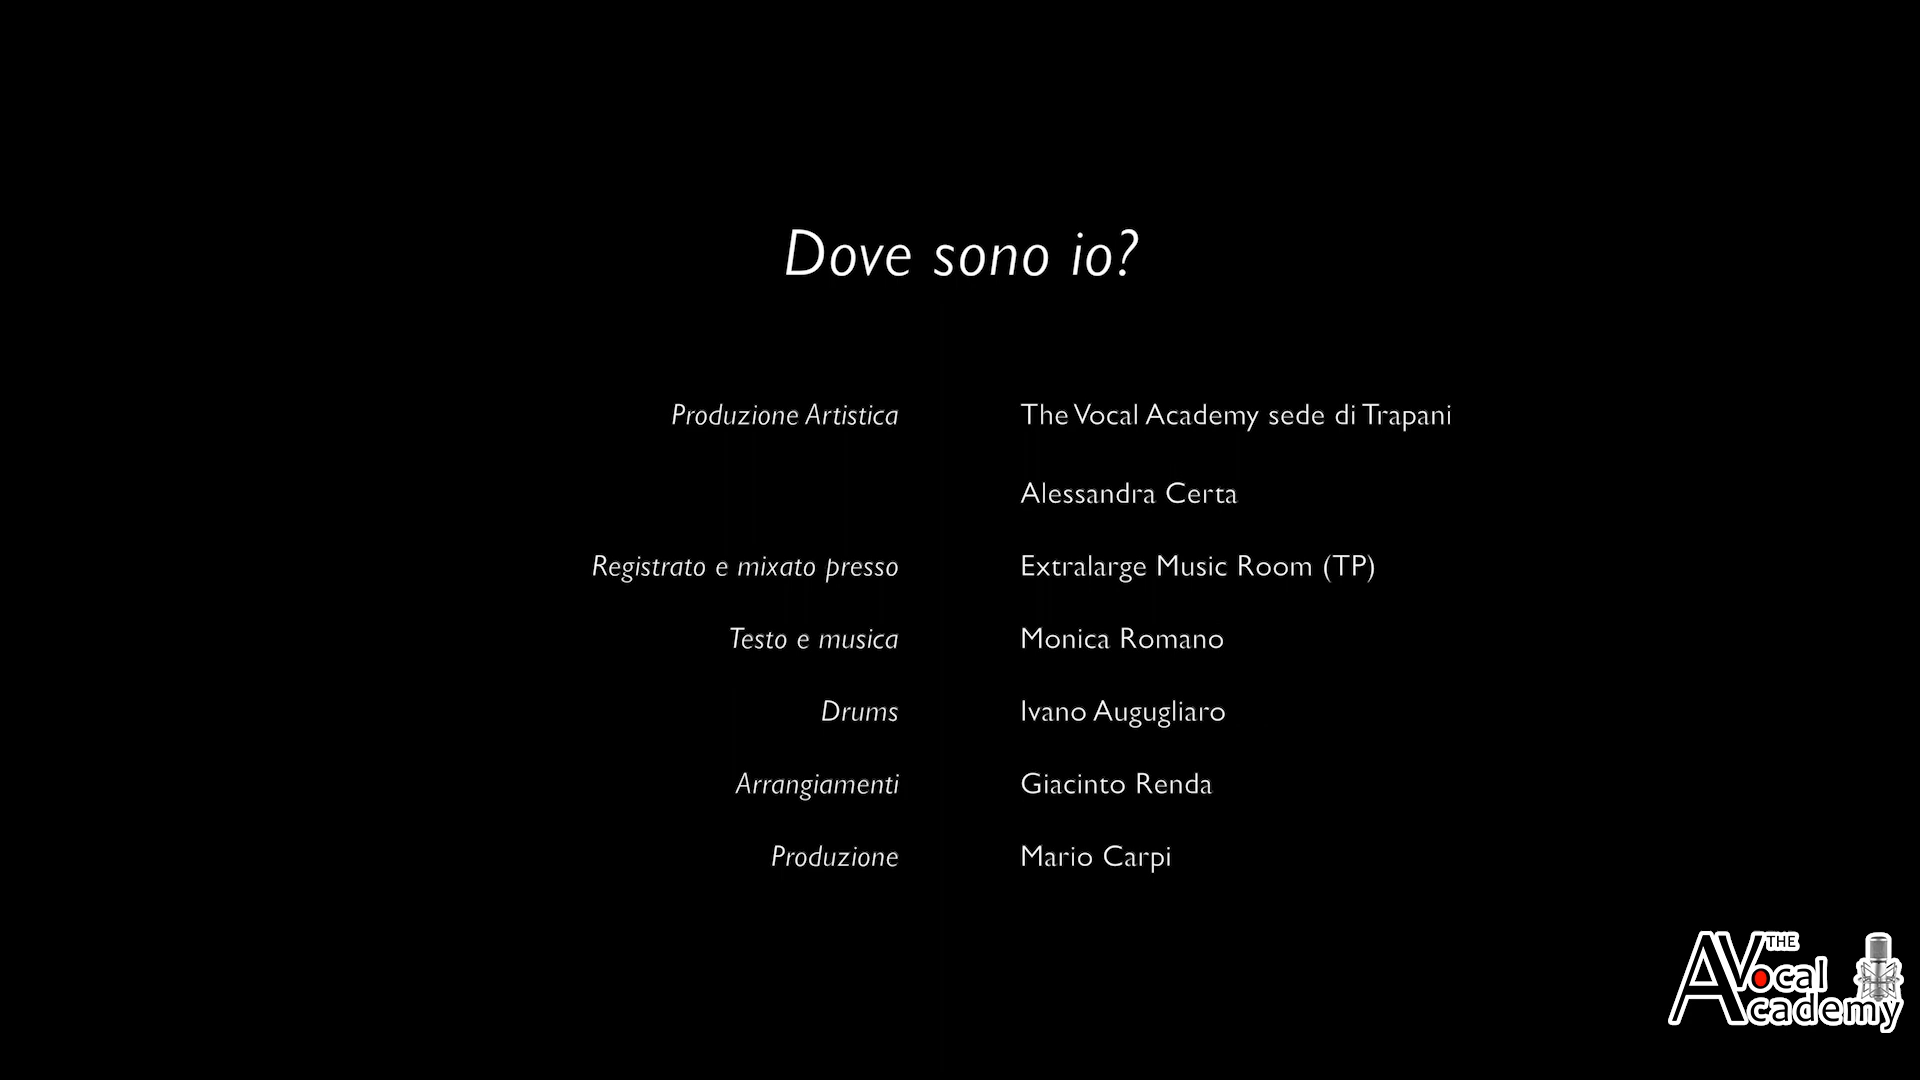 Dove sono io?
Produzione Artistica The Vocal Academy sede di Trapani
Alessandra Certa
Registrato e mixato presso Extralarge Music Room (TP)
Testo e musica Monica Romano
Drums Ivano Augugliaro
Arrangiamenti Giacinto Renda
Produzione Mario Carpi
THE
Vocal
Academy